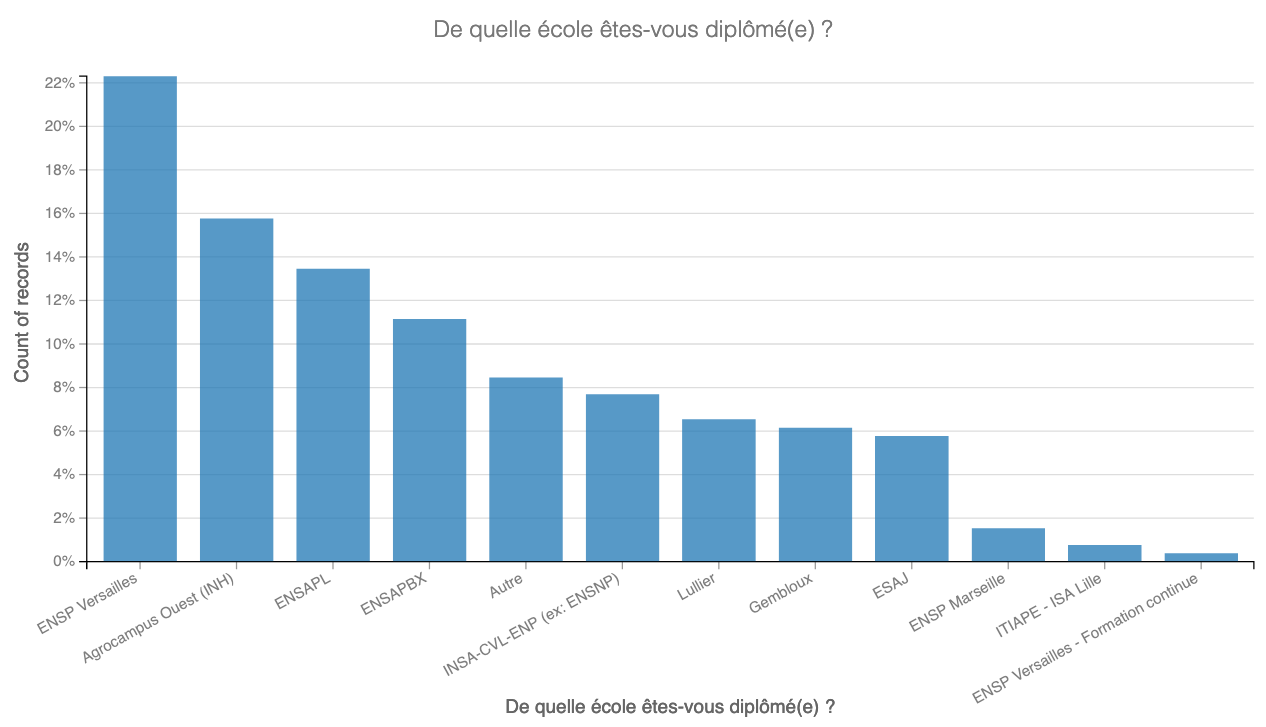 De quelle école êtes-vous diplômé(e) ?
Count of records
22%
20%
18%
16%
14%
12%
10%
8%
6%
4%
2%
0%
ENSP Versailles
Agrocampus Ouest (INH)
ENSAPL
ENSAPBX
Autre
INSA-CVL-ENP (ex: ENSNP)
Lullier
Gembloux
ESAJ
ENSP Marseille
ITIAPE - ISA Lille
ENSP Versailles - Formation continue
De quelle école êtes-vous diplômé(e) ?